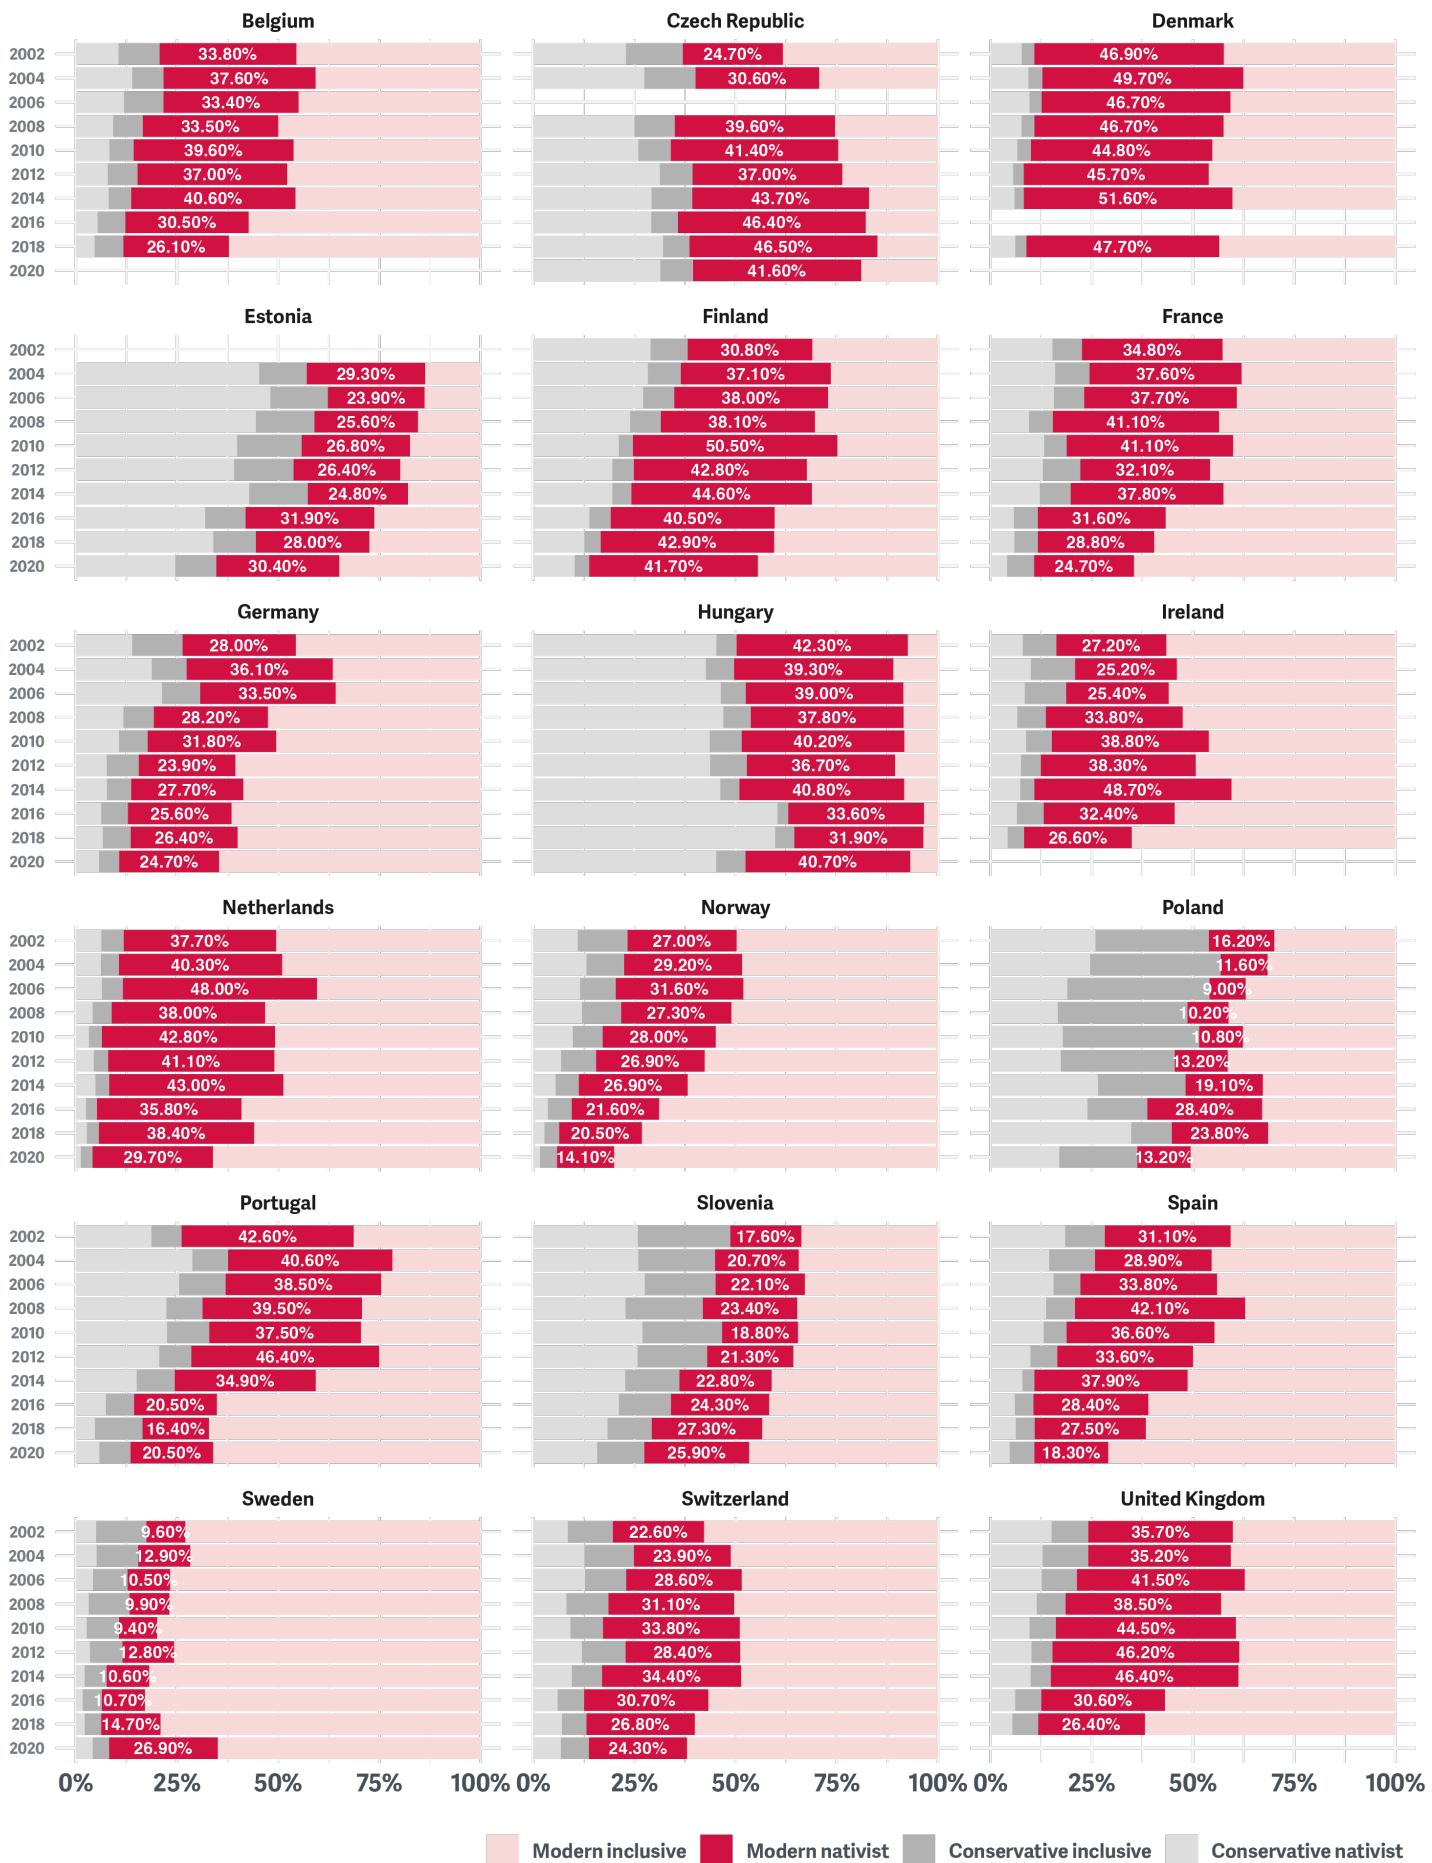 Belgium Czech Republic Denmark
2002 33.80% 24.70% 46.90%
2004 37.60% 30.60% 49.70%
2006 33.40% 46.70%
2008 33.50% 39.60% 46.70%
2010 39.60% 41.40% 44.80%
2012 37.00% 37.00% 45.70%
2014 40.60% 43.70% 51.60%
2016 30.50% 46.40%
2018 26.10% 46.50% 47.70%
2020 41.60%
Estonia Finland France
2002 30.80% 34.80%
2004 29.30% 37.10% 37.60%
2006 23.90% 38.00% 37.70%
2008 25.60% 38.10% 41.10%
2010 26.80% 50.50% 41.10%
2012 26.40% 42.80% 32.10%
2014 24.80% 44.60% 37.80%
2016 31.90% 40.50% 31.60%
2018 28.00% 42.90% 28.80%
2020 30.40% 41.70% 24.70%
Germany Hungary Ireland
2002 28.00% 42.30% 27.20%
2004 36.10% 39.30% 25.20%
2006 33.50% 39.00% 25.40%
2008 28.20% 37.80% 33.80%
2010 31.80% 40.20% 38.80%
2012 23.90% 36.70% 38.30%
2014 27.70% 40.80% 48.70%
2016 25.60% 33.60% 32.40%
2018 26.40% 31.90% 26.60%
2020 24.70% 40.70%
Netherlands Norway Poland
2002 37.70% 27.00% 16.20%
2004 40.30% 29.20% 11.60%
2006 48.00% 31.60% 9.00%
2008 38.00% 27.30% 10.20%
2010 42.80% 28.00% 10.80%
2012 41.10% 26.90% 13.20%
2014 43.00% 26.90% 19.10%
2016 35.80% 21.60% 28.40%
2018 38.40% 20.50% 23.80%
2020 29.70% 14.10% 13.20%
Portugal Slovenia Spain
2002 42.60% 17.60% 31.10%
2004 40.60% 20.70% 28.90%
2006 38.50% 22.10% 33.80%
2008 39.50% 23.40% 42.10%
2010 37.50% 18.80% 36.60%
2012 46.40% 21.30% 33.60%
2014 34.90% 22.80% 37.90%
2016 20.50% 24.30% 28.40%
2018 16.40% 27.30% 27.50%
2020 20.50% 25.90% 18.30%
Sweden Switzerland United Kingdom
2002 9.60% 22.60% 35.70%
2004 12.90% 23.90% 35.20%
2006 10.50% 28.60% 41.50%
2008 9.90% 31.10% 38.50%
2010 9.40% 33.80% 44.50%
2012 12.80% 28.40% 46.20%
2014 10.60% 34.40% 46.40%
2016 10.70% 30.70% 30.60%
2018 14.70% 26.80% 26.40%
2020 26.90% 24.30%
0% 25% 50% 75% 100% 0% 25% 50% 75% 100% 0% 25% 50% 75% 100%
Modern inclusive Modern nativist Conservative inclusive Conservative nativist